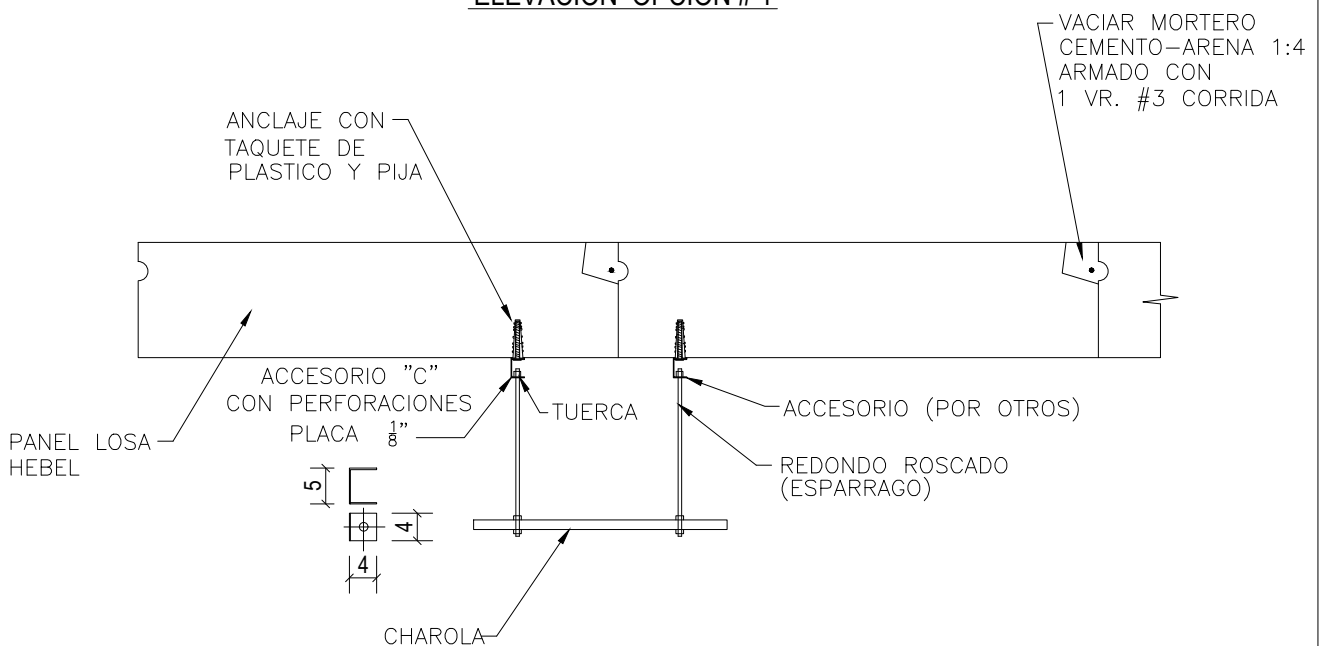 ELEVACION OPCION # 1
VACIAR MORTERO
CEMENTO-ARENA 1:4
ARMADO CON
1 VR. #3 CORRIDA
ANCLAJE CON
TAQUETE DE
PLASTICO Y PIJA
ACCESORIO "C"
CON PERFORACIONES
PLACA 1/8"
TUERCA
ACCESORIO (POR OTROS)
PANEL LOSA
HEBEL
REDONDO ROSCADO
(ESPARRAGO)
5
4
4
CHAROLA